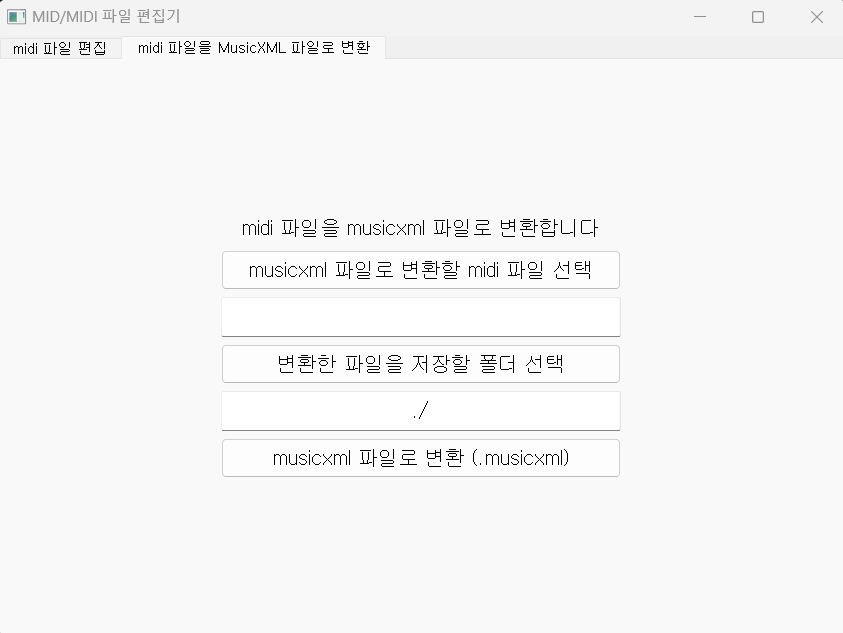 MID/MIDI 파일 편집기
midi 파일 편집
midi 파일을 MusicXML 파일로 변환
midi 파일을 musicxml 파일로 변환합니다
musicxml 파일로 변환할 midi 파일 선택
변환한 파일을 저장할 폴더 선택
./
musicxml 파일로 변환 (.musicxml)